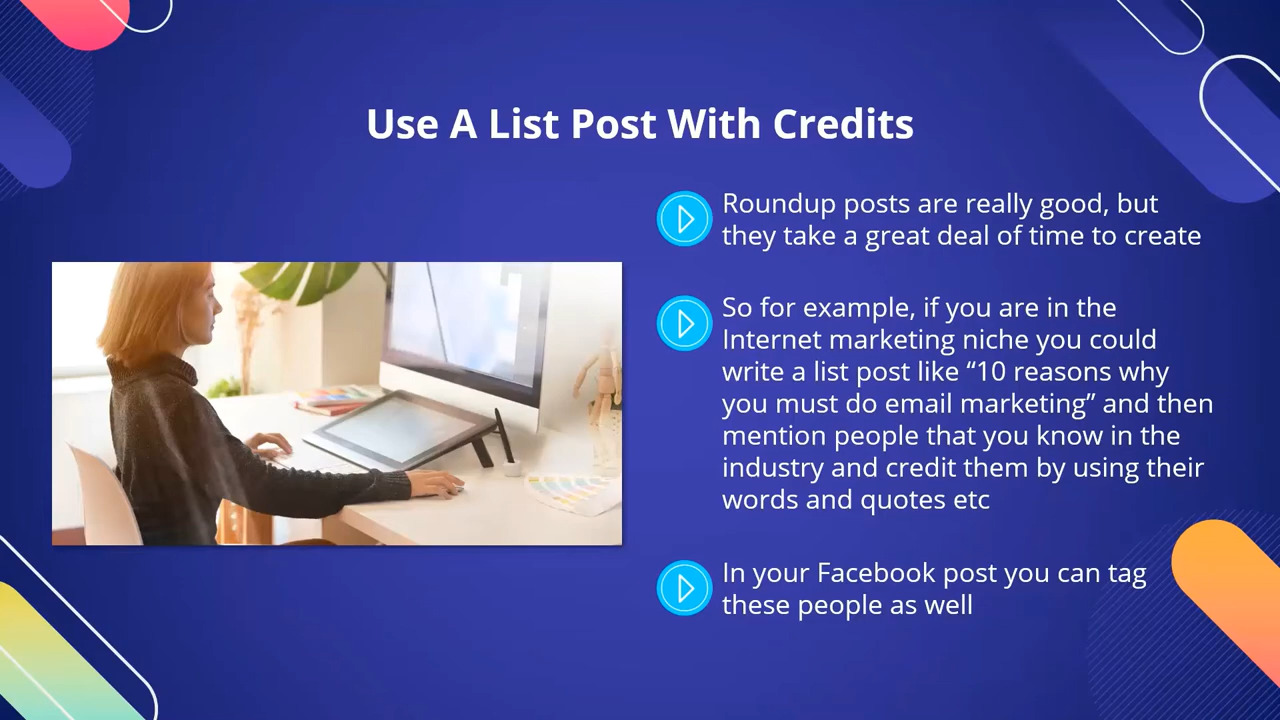 Use A List Post With Credits
Roundup posts are really good, but
they take a great deal of time to create
So for example, if you are in the
Internet marketing niche you could
write a list post like “10 reasons why
you must do email marketing” and then
mention people that you know in the
industry and credit them by using their
words and quotes etc
In your Facebook post you can tag
these people as well